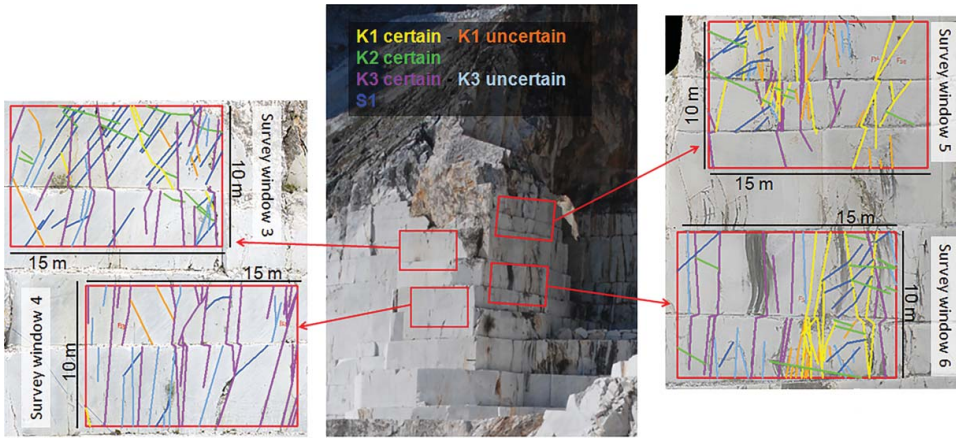 K1 certain - K1 uncertain
K2 certain
K3 certain K3 uncertain
S1
Survey window 3
10 m
15 m
15 m
10 m
Survey window 4
Survey window 5
10 m
15 m
15 m
10 m
Survey window 6